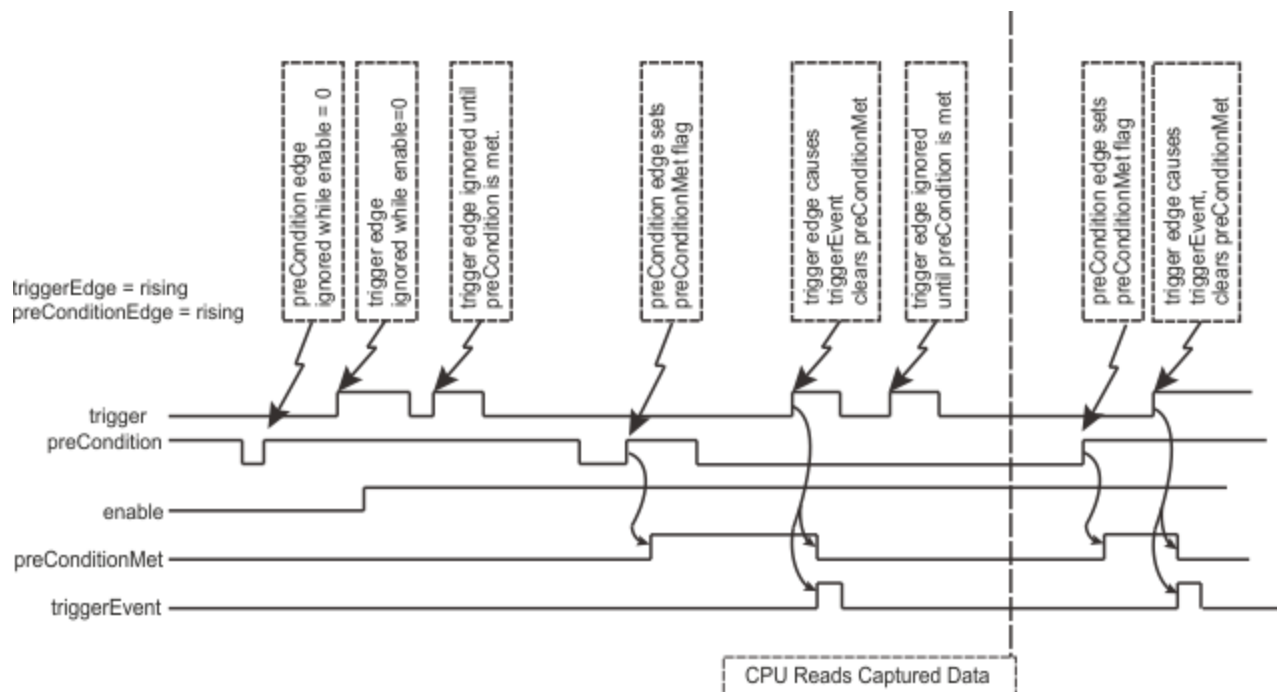 preCondition edge
ignored while enable = 0
trigger edge
ignored while enable=0
trigger edge ignored until
preCondition is met.
preCondition edge sets
preConditionMet flag
trigger edge causes
triggerEvent
clears preConditionMet
trigger edge ignored
until preCondition is met
preCondition edge sets
preConditionMet flag
trigger edge causes
triggerEvent,
clears preConditionMet
triggerEdge = rising
preConditionEdge = rising
trigger
preCondition
enable
preConditionMet
triggerEvent
CPU Reads Captured Data